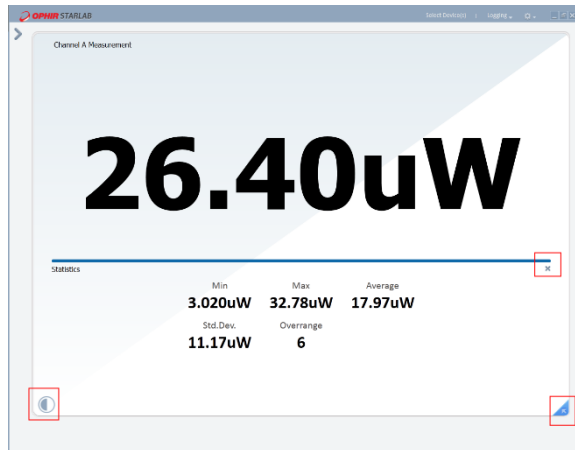 OPHIR STARLAB Select Device(s) | Logging
Channel A Measurement
26.40uW
Statistics
Min Max Average
3.020uW 32.78uW 17.97uW
Std.Dev. Overrange
11.17uW 6